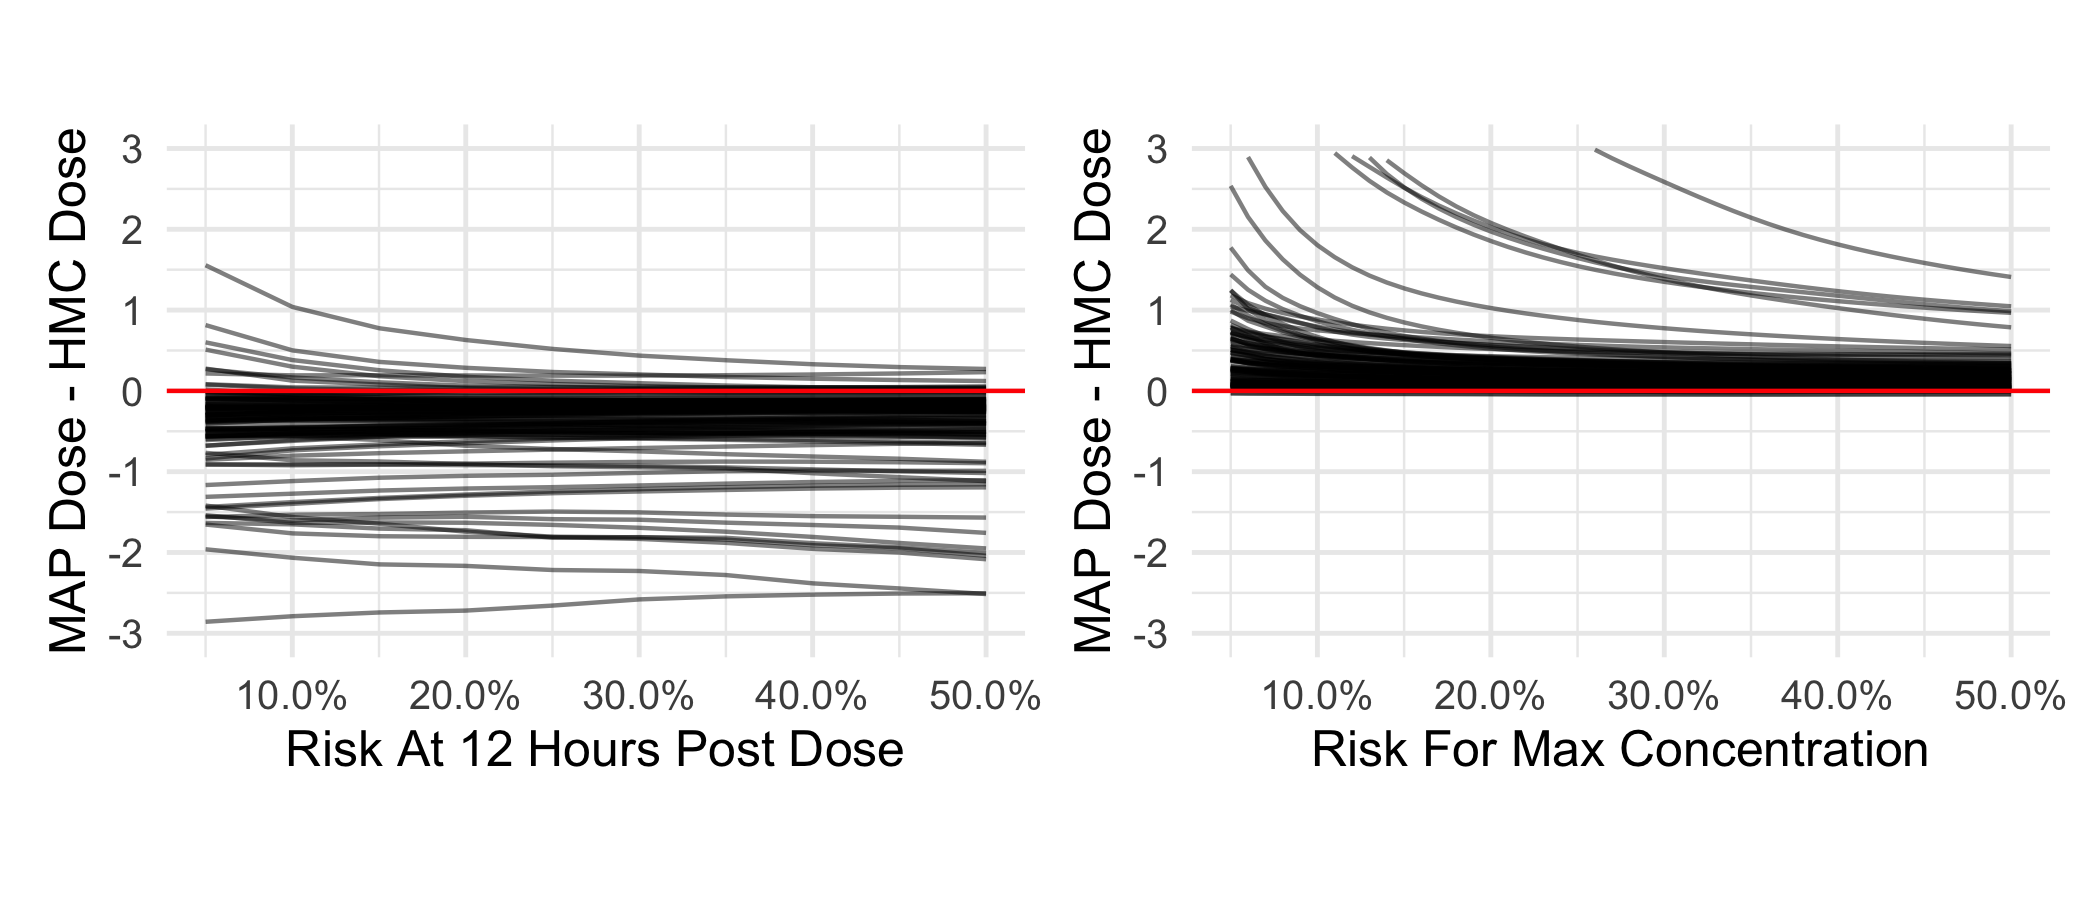 MAP Dose - HMC Dose
3
2
1
0
-1
-2
-3
10.0% 20.0% 30.0% 40.0% 50.0%
Risk At 12 Hours Post Dose
MAP Dose - HMC Dose
3
2
1
0
-1
-2
-3
10.0% 20.0% 30.0% 40.0% 50.0%
Risk For Max Concentration